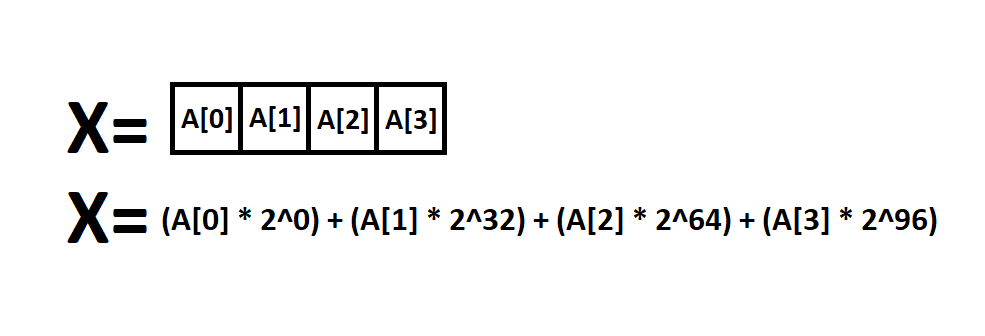 X= A[0] A[1] A[2] A[3]
X= (A[0] * 2^0) + (A[1] * 2^32) + (A[2] * 2^64) + (A[3] * 2^96)